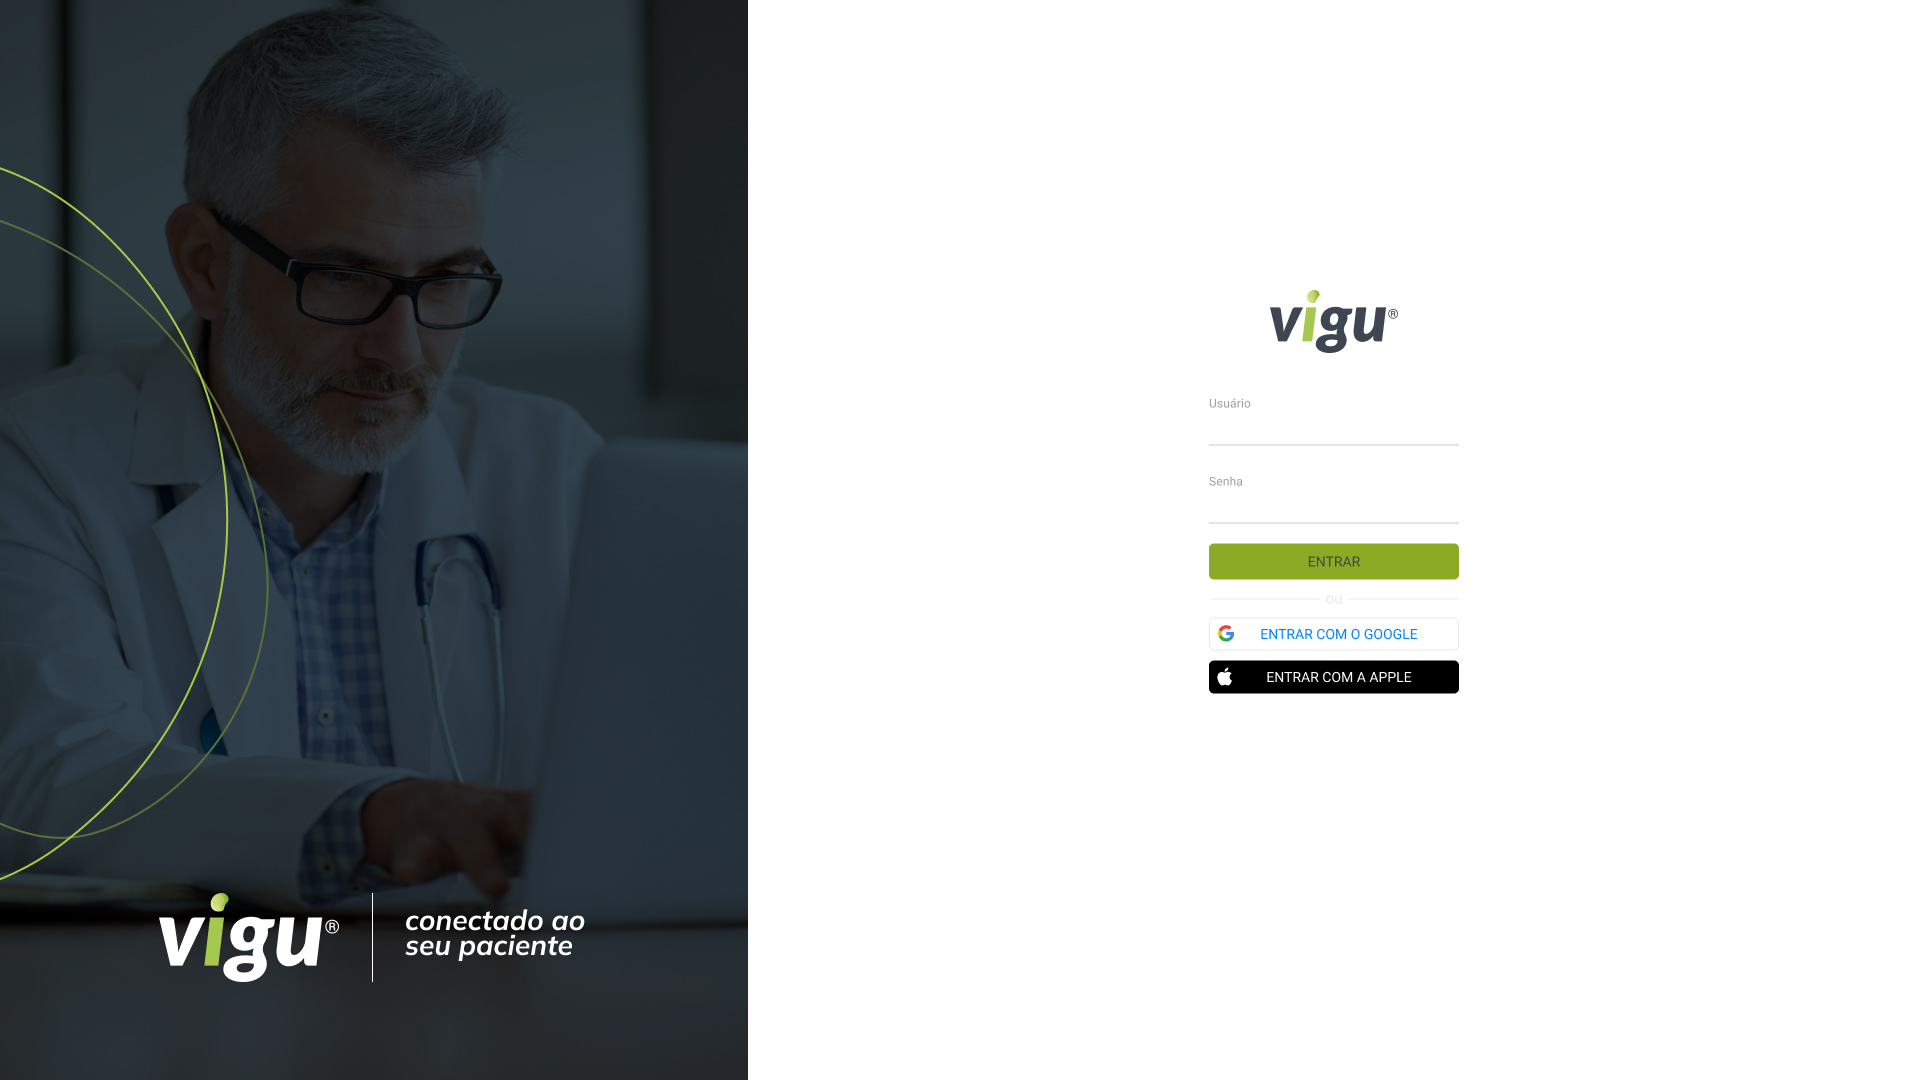 vigu®
conectado ao
seu paciente
vigu®
Usuário
Senha
ENTRAR
ou
ENTRAR COM O GOOGLE
ENTRAR COM A APPLE